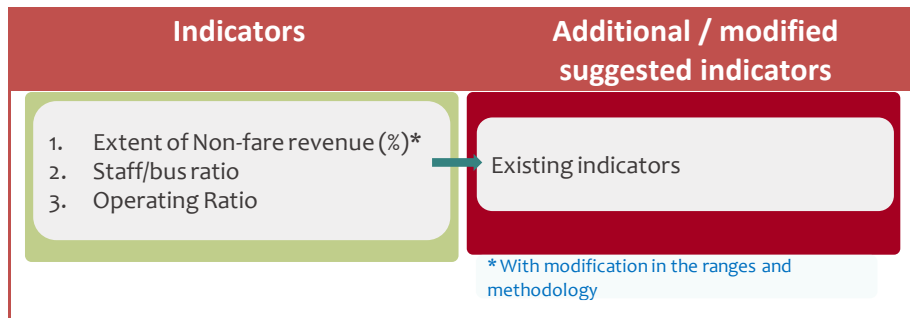 Indicators
Additional / modified
suggested indicators
1. Extent of Non-fare revenue (%)*
2. Staff/bus ratio
3. Operating Ratio
Existing indicators
* With modification in the ranges and
methodology